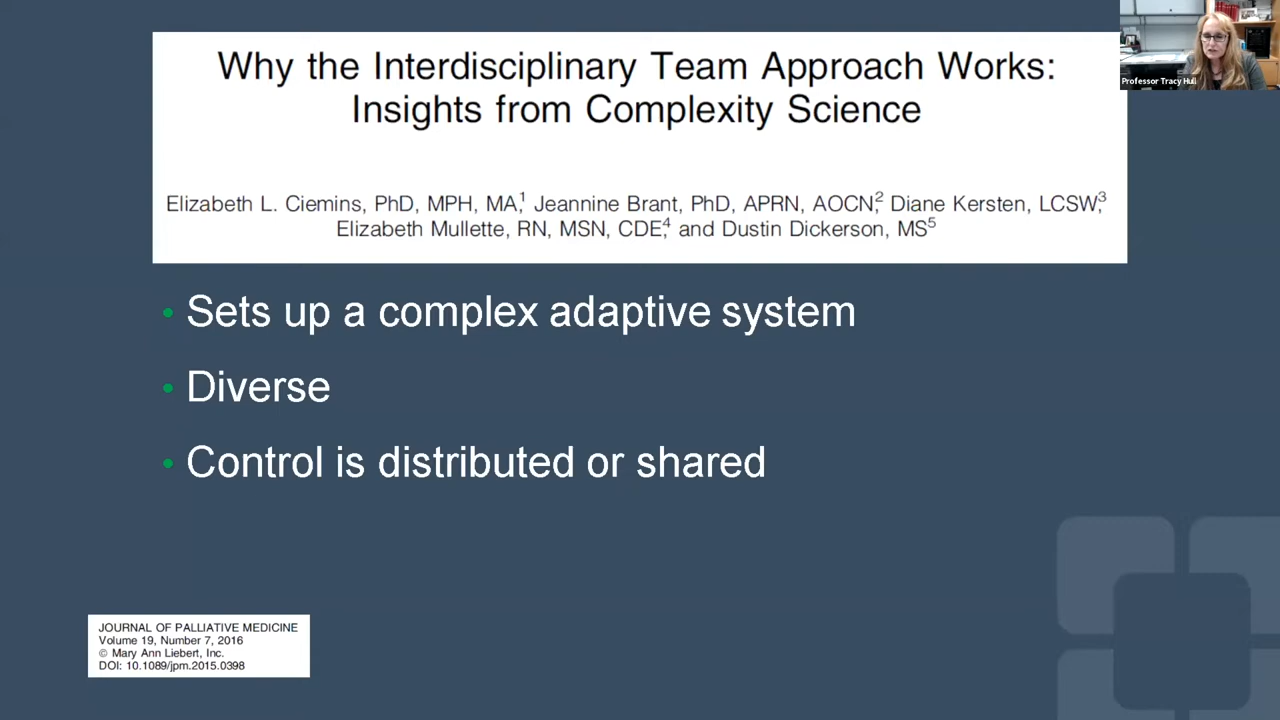 Why the Interdisciplinary Team Approach Works:
Insights from Complexity Science
Elizabeth L. Ciemins, PhD, MPH, MA,1 Jeannine Brant, PhD, APRN, AOCN,2 Diane Kersten, LCSW,3
Elizabeth Mullette, RN, MSN, CDE,4 and Dustin Dickerson, MS5
• Sets up a complex adaptive system
• Diverse
• Control is distributed or shared
JOURNAL OF PALLIATIVE MEDICINE
Volume 19, Number 7, 2016
© Mary Ann Liebert, Inc.
DOI: 10.1089/jpm.2015.0398
Professor Tracy Hull